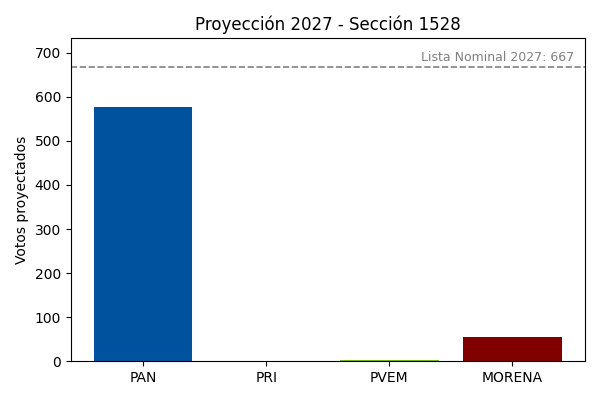 Proyección 2027 - Sección 1528
Lista Nominal 2027: 667
Votos proyectados
700
600
500
400
300
200
100
0
PAN
PRI
PVEM
MORENA